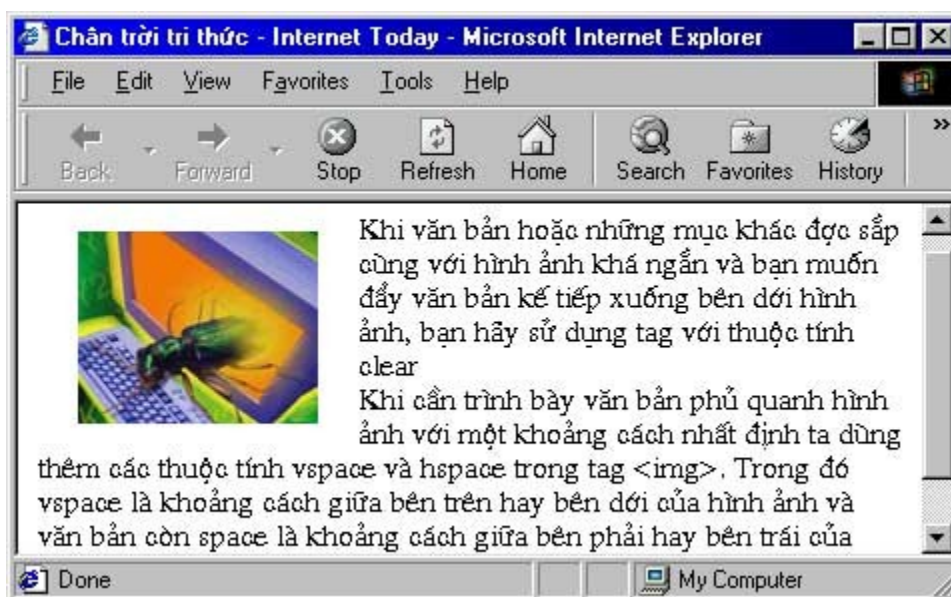 Chân trời tri thức - Internet Today - Microsoft Internet Explorer
File Edit View Favorites Tools Help
Back Forward Stop Refresh Home Search Favorites History »
Khi văn bản hoặc những mục khác đợc sắp
cùng với hình ảnh khá ngắn và bạn muốn
đẩy văn bản kế tiếp xuống bên dới hình
ảnh, bạn hãy sử dụng tag với thuộc tính
clear
Khi cần trình bày văn bản phủ quanh hình
ảnh với một khoảng cách nhất định ta dùng
thêm các thuộc tính vspace và hspace trong tag <img>. Trong đó
vspace là khoảng cách giữa bên trên hay bên dới của hình ảnh và
văn bản còn space là khoảng cách giữa bên phải hay bên trái của
Done My Computer